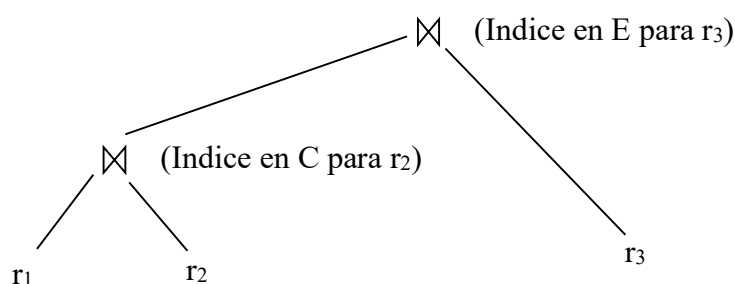 ⋈ (Indice en E para r₃)
⋈ (Indice en C para r₂)
r₁ r₂ r₃